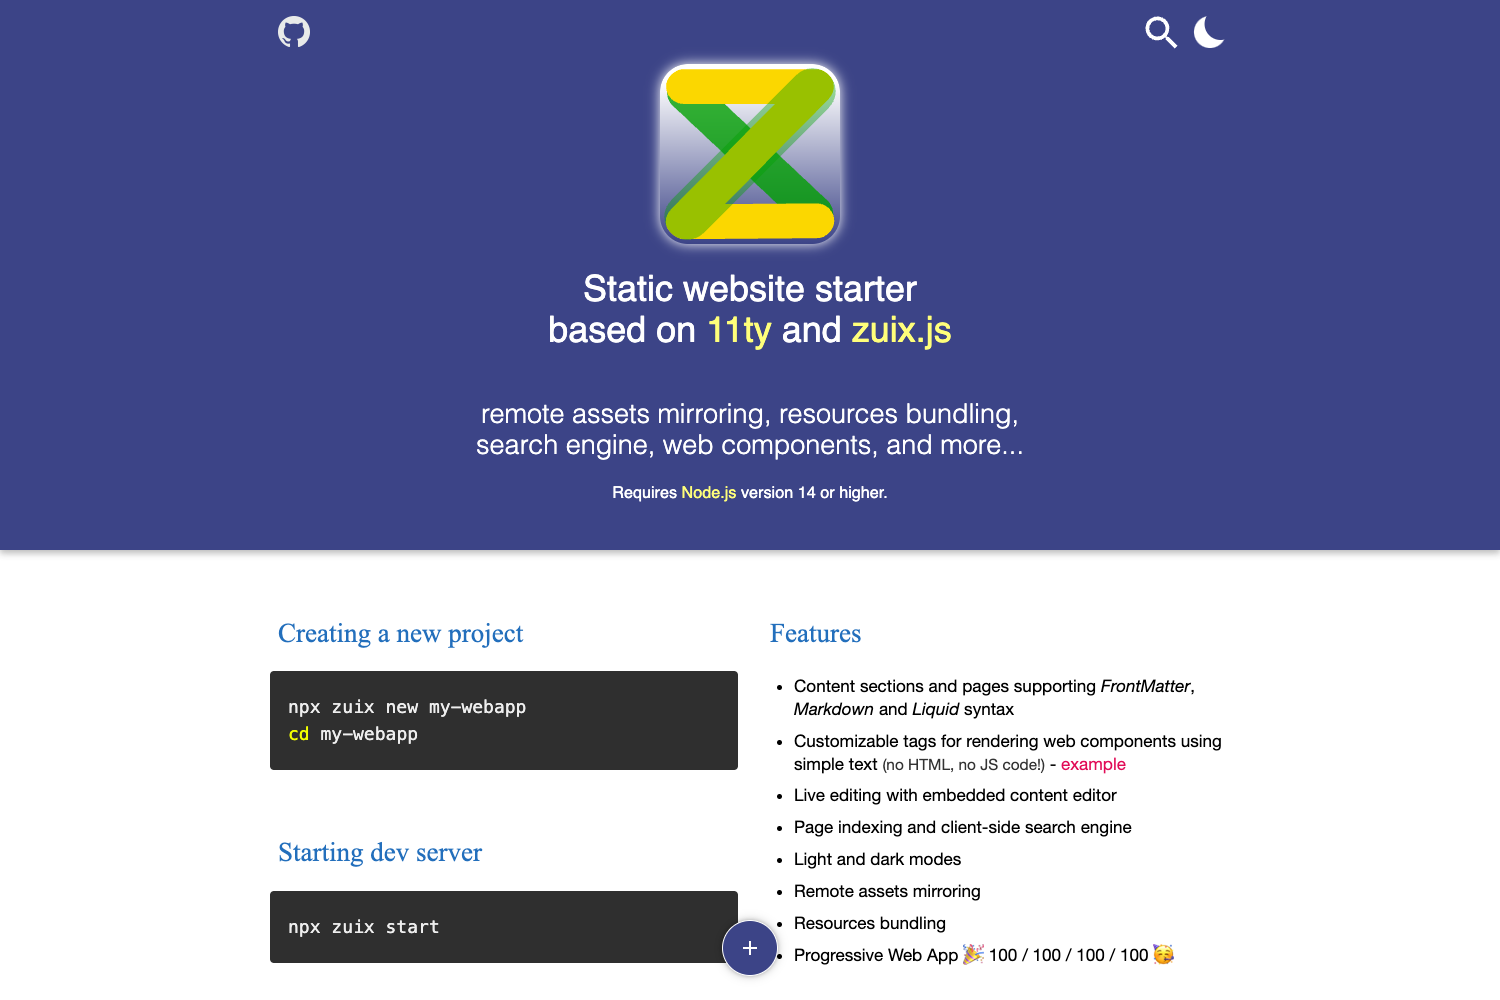 Static website starter
based on 11ty and zuix.js
remote assets mirroring, resources bundling,
search engine, web components, and more...
Requires Node.js version 14 or higher.
Creating a new project
npx zuix new my-webapp
cd my-webapp
Starting dev server
npx zuix start
Features
Content sections and pages supporting FrontMatter,
Markdown and Liquid syntax
Customizable tags for rendering web components using
simple text (no HTML, no JS code!) - example
Live editing with embedded content editor
Page indexing and client-side search engine
Light and dark modes
Remote assets mirroring
Resources bundling
Progressive Web App 🎉 100 / 100 / 100 / 100 🥳